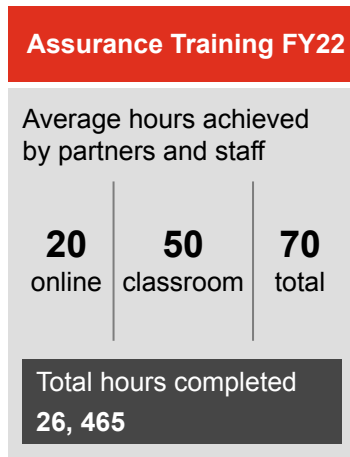 Assurance Training FY22
Average hours achieved
by partners and staff
20 50 70
online classroom total
Total hours completed
26, 465